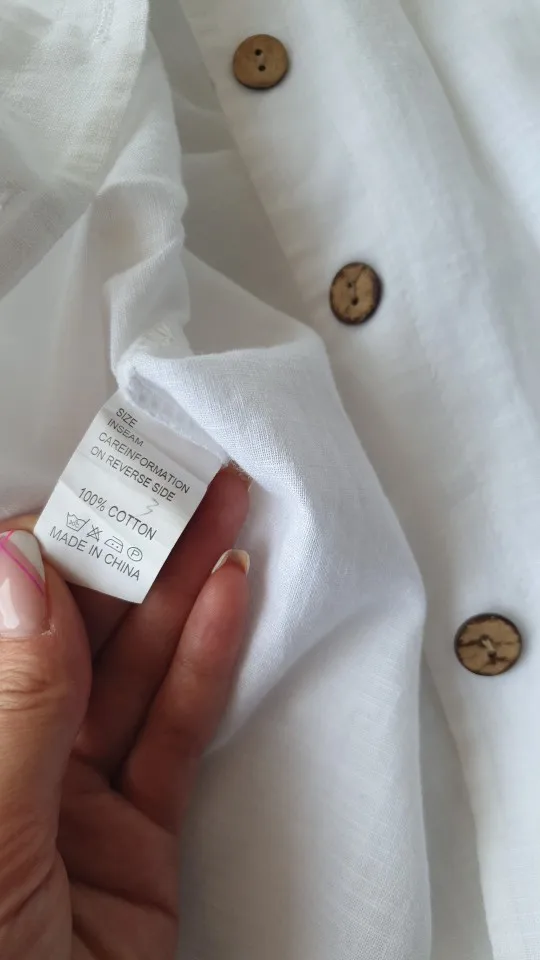 SIZE
INSEAM
CAREINFORMATION
ON REVERSE SIDE
100% COTTON
MADE IN CHINA